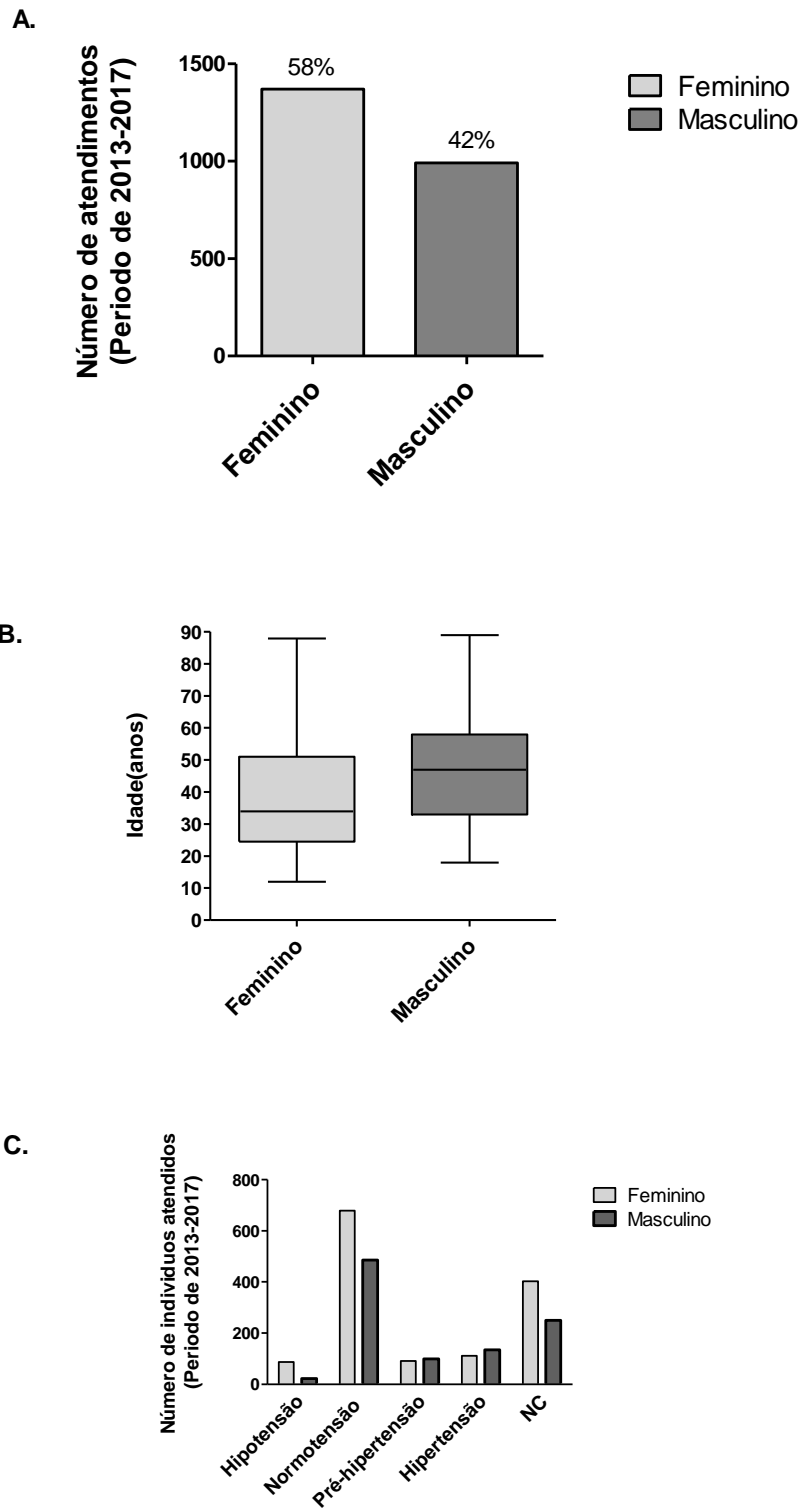 A.
Número de atendimentos
(Periodo de 2013-2017)
1500
1000
500
0
58%
42%
Feminino
Masculino
Feminino
Masculino
B.
Idade(anos)
90
80
70
60
50
40
30
20
10
0
Feminino
Masculino
C.
Número de individuos atendidos
(Periodo de 2013-2017)
800
600
400
200
0
Feminino
Masculino
Hipotensão
Normotensão
Pré-hipertensão
Hipertensão
NC